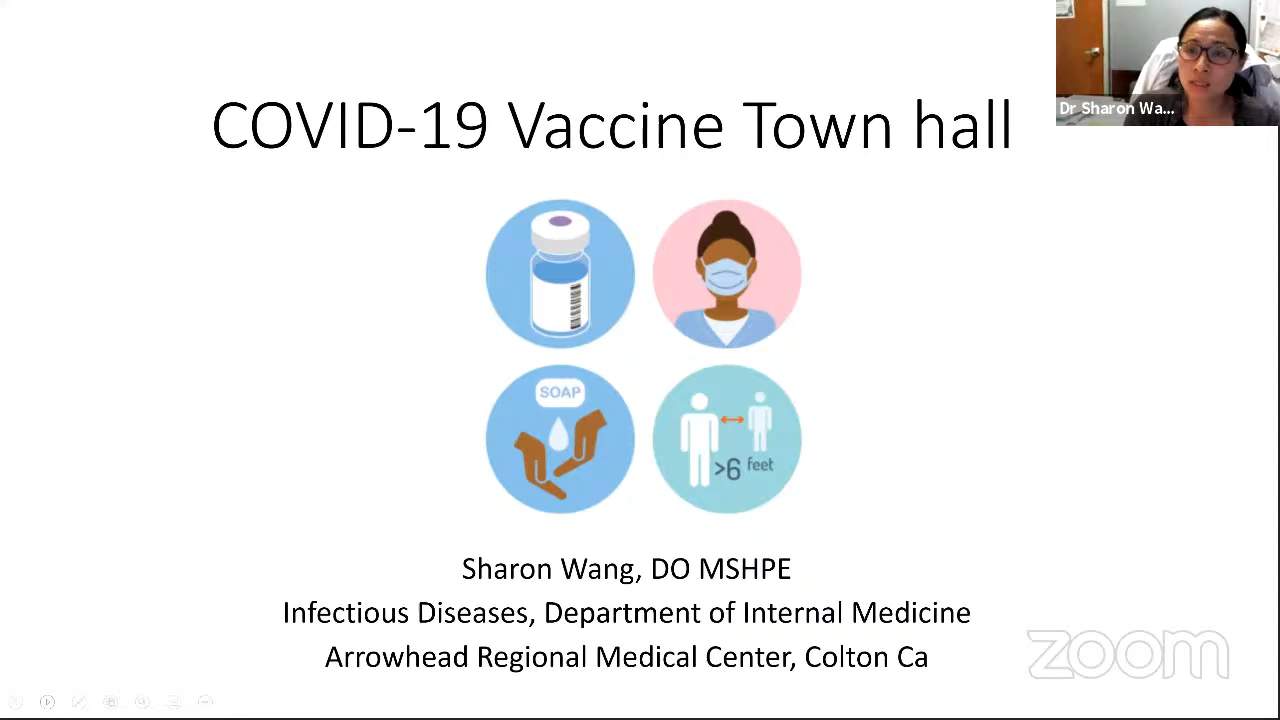 COVID-19 Vaccine Town hall
Dr Sharon Wa...
SOAP
>6 feet
Sharon Wang, DO MSHPE
Infectious Diseases, Department of Internal Medicine
Arrowhead Regional Medical Center, Colton Ca
zoom